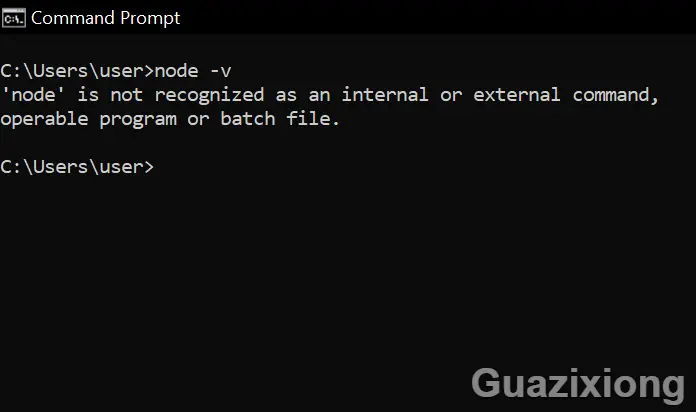 Command Prompt
C:\Users\user>node -v
'node' is not recognized as an internal or external command,
operable program or batch file.
C:\Users\user>
Guazixiong